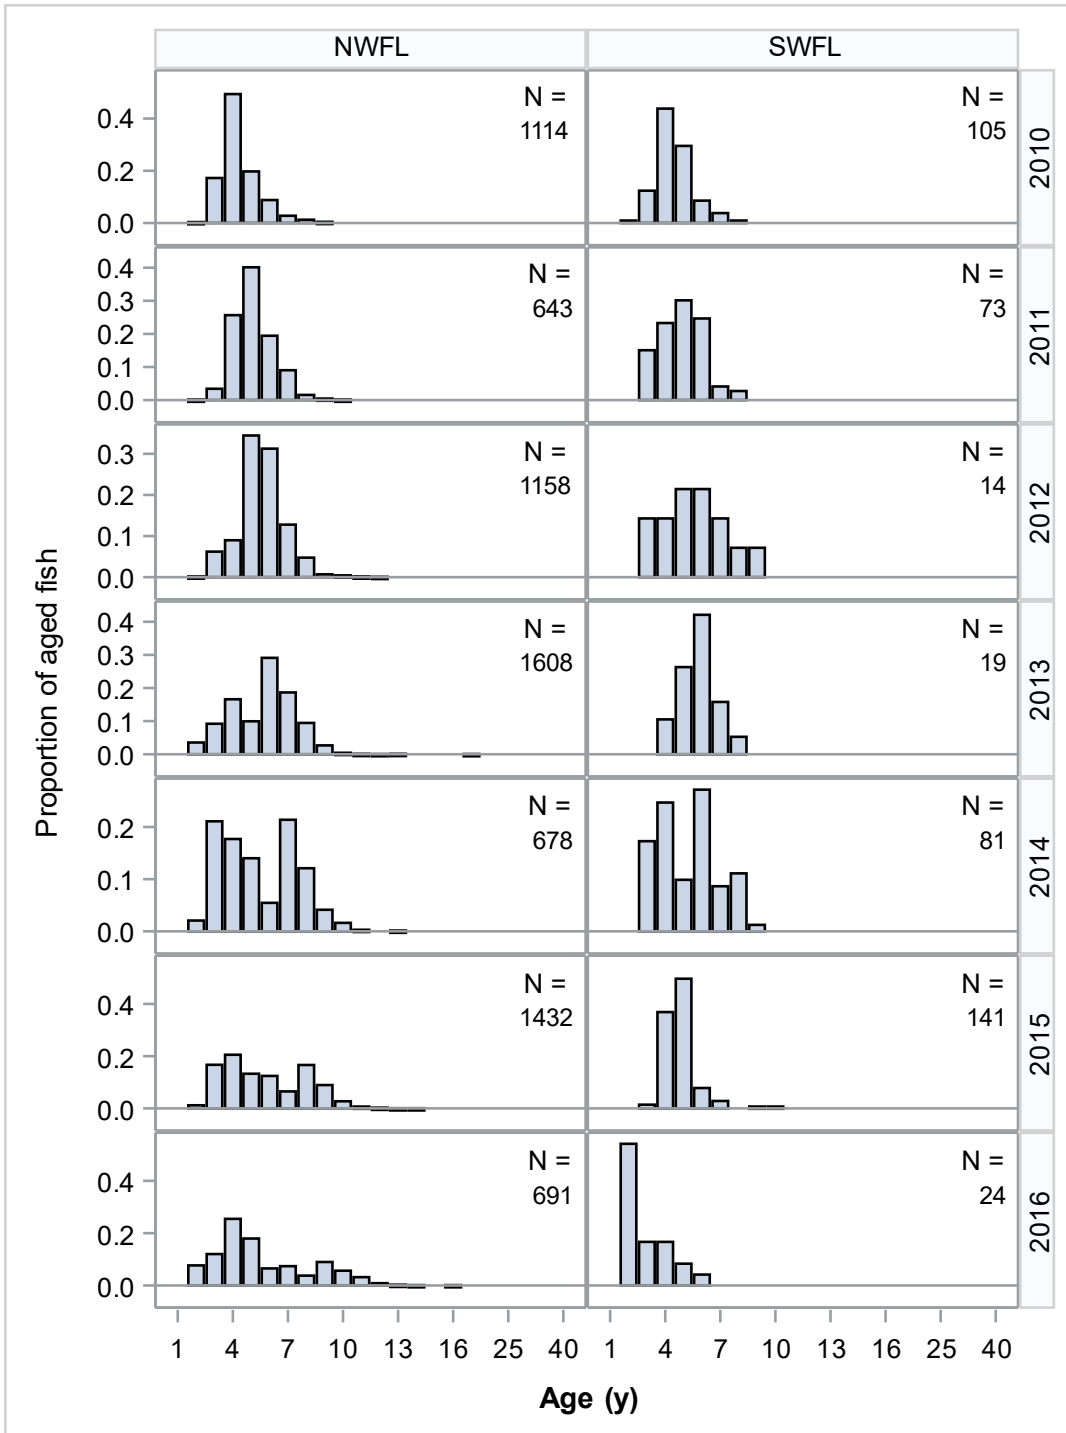 NWFL SWFL
N = 1114
N = 105
0.4
0.2
0.0
2010
N = 643
N = 73
0.4
0.3
0.2
0.1
0.0
2011
N = 1158
N = 14
0.3
0.2
0.1
0.0
2012
N = 1608
N = 19
0.4
0.3
0.2
0.1
0.0
2013
N = 678
N = 81
0.2
0.1
0.0
2014
N = 1432
N = 141
0.4
0.2
0.0
2015
N = 691
N = 24
0.4
0.2
0.0
2016
Proportion of aged fish
1 4 7 10 13 16 25 40 1 4 7 10 13 16 25 40
Age (y)